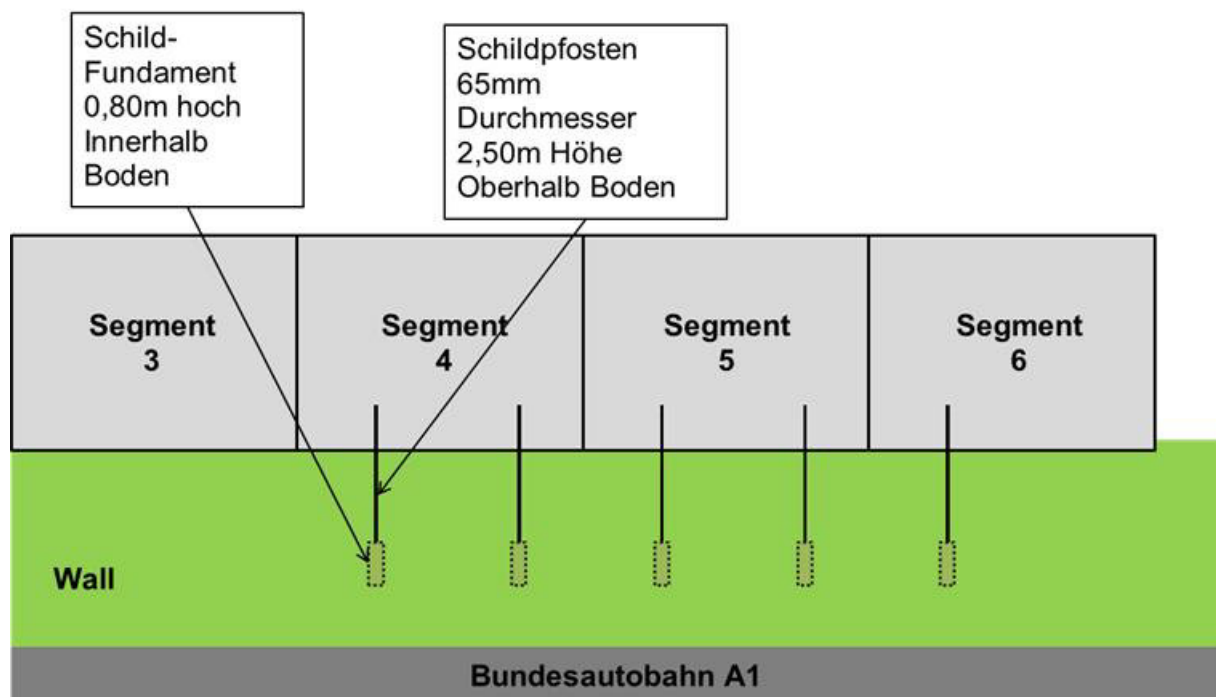 Schild-
Fundament
0,80m hoch
Innerhalb
Boden
Schildpfosten
65mm
Durchmesser
2,50m Höhe
Oberhalb Boden
Segment
3
Segment
4
Segment
5
Segment
6
Wall
Bundesautobahn A1